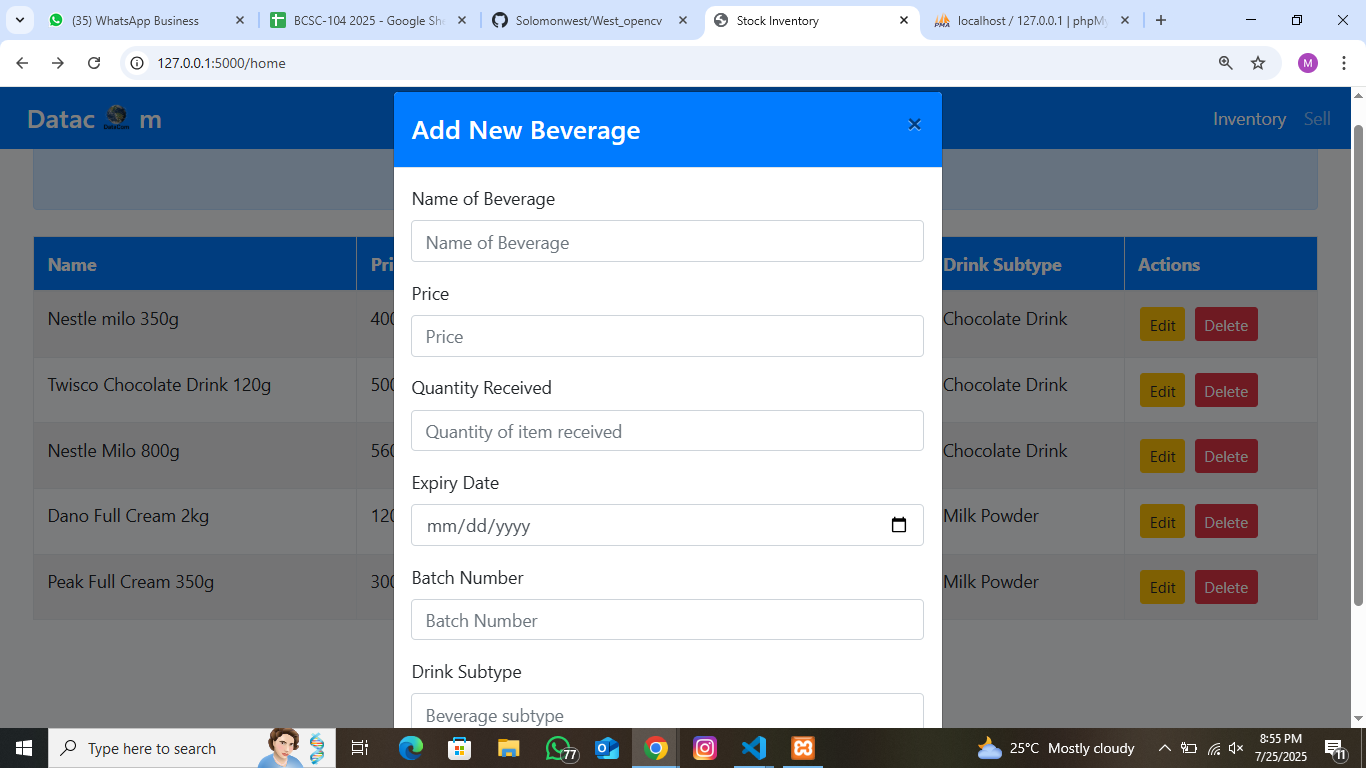 (35) WhatsApp Business
BCSC-104 2025 - Google She
Solomonwest/West_opencv
Stock Inventory
localhost / 127.0.0.1 | phpMy
127.0.0.1:5000/home
M
Datac m
Inventory Sell
Add New Beverage
×
Name of Beverage
Name of Beverage
Price
Price
Quantity Received
Quantity of item received
Expiry Date
mm/dd/yyyy
Batch Number
Batch Number
Drink Subtype
Beverage subtype
Name Pri Drink Subtype Actions
Nestle milo 350g 400 Chocolate Drink Edit Delete
Twisco Chocolate Drink 120g 500 Chocolate Drink Edit Delete
Nestle Milo 800g 560 Chocolate Drink Edit Delete
Dano Full Cream 2kg 120 Milk Powder Edit Delete
Peak Full Cream 350g 300 Milk Powder Edit Delete
Type here to search
77
25°C Mostly cloudy
8:55 PM
7/25/2025
11